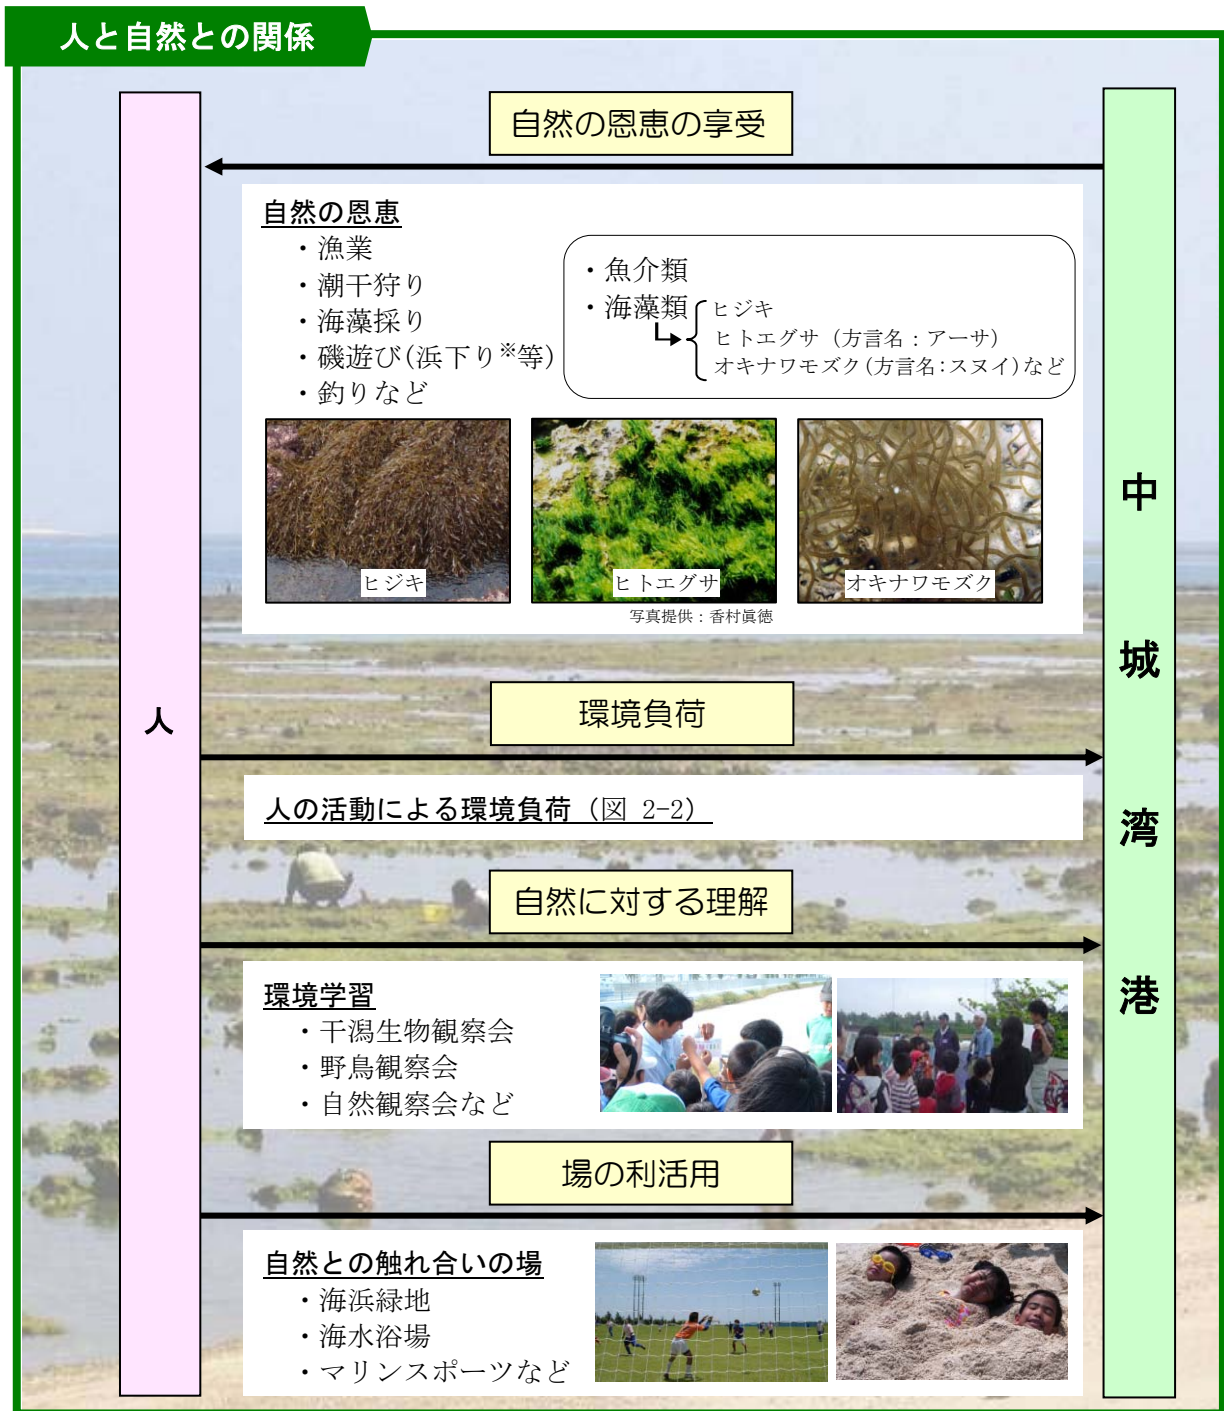 人と自然との関係
自然の恩恵の享受
自然の恩恵
・漁業
・潮干狩り
・海藻採り
・磯遊び(浜下り※等)
・釣りなど
・魚介類
・海藻類
ヒジキ
ヒトエグサ（方言名：アーサ）
オキナワモズク(方言名:スヌイ)など
ヒジキ
ヒトエグサ
オキナワモズク
写真提供：香村眞徳
人
中城湾港
環境負荷
人の活動による環境負荷（図 2-2）
自然に対する理解
環境学習
・干潟生物観察会
・野鳥観察会
・自然観察会など
場の利活用
自然との触れ合いの場
・海浜緑地
・海水浴場
・マリンスポーツなど